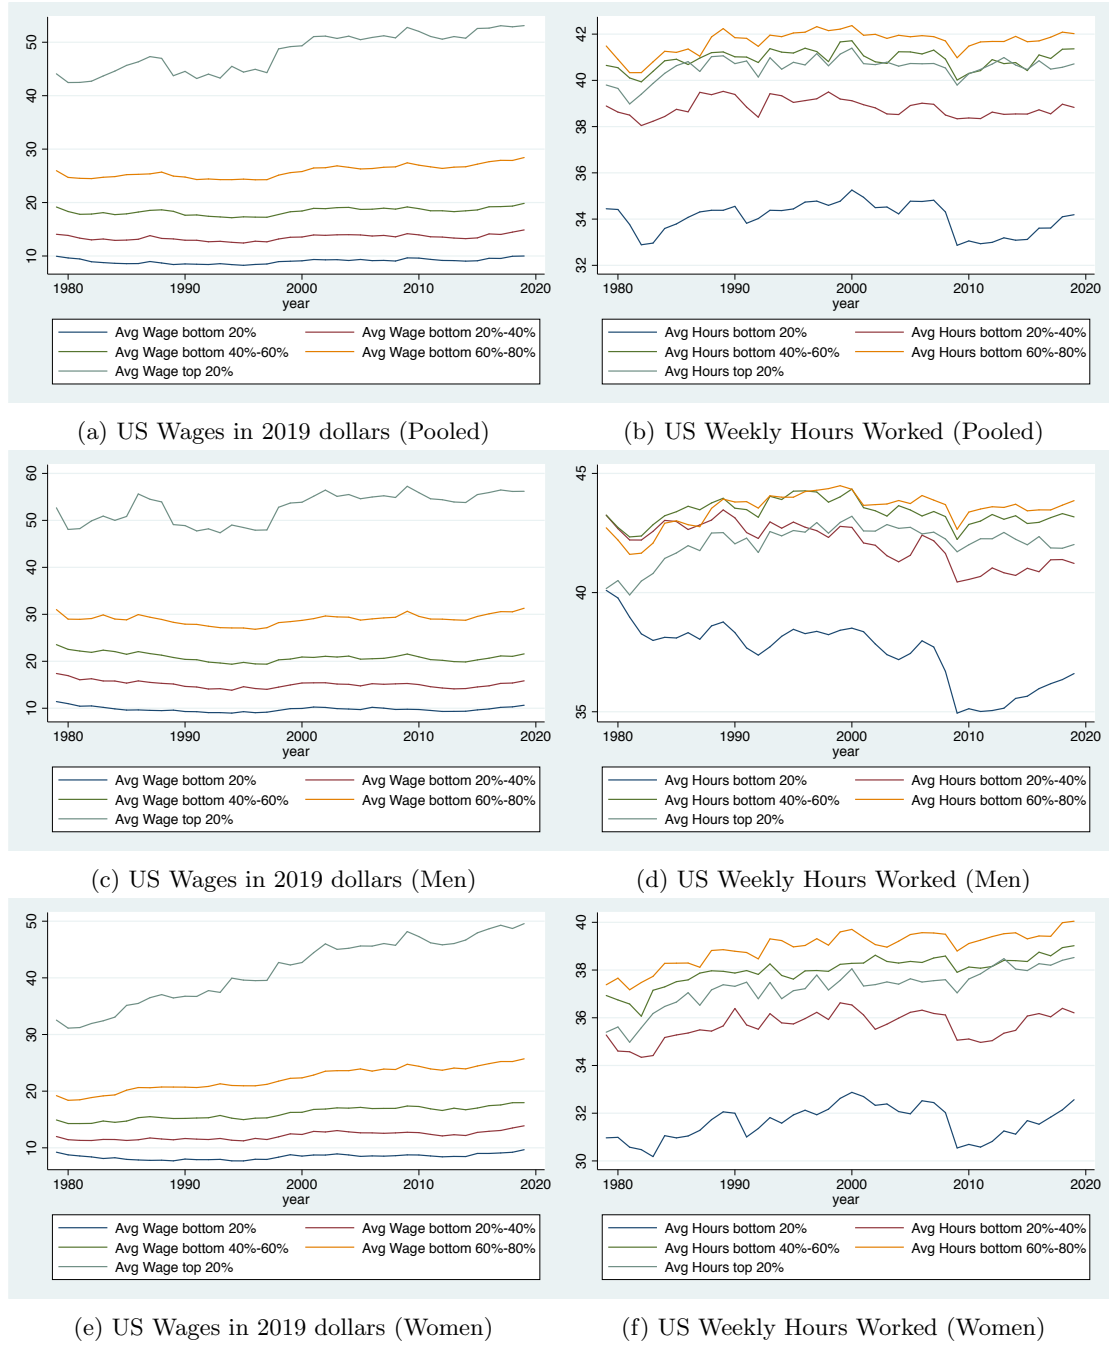 50
40
30
20
10
1980 1990 2000 2010 2020
year
Avg Wage bottom 20% Avg Wage bottom 20%-40%
Avg Wage bottom 40%-60% Avg Wage bottom 60%-80%
Avg Wage top 20%
(a) US Wages in 2019 dollars (Pooled)
42
40
38
36
34
32
1980 1990 2000 2010 2020
year
Avg Hours bottom 20% Avg Hours bottom 20%-40%
Avg Hours bottom 40%-60% Avg Hours bottom 60%-80%
Avg Hours top 20%
(b) US Weekly Hours Worked (Pooled)
60
50
40
30
20
10
1980 1990 2000 2010 2020
year
Avg Wage bottom 20% Avg Wage bottom 20%-40%
Avg Wage bottom 40%-60% Avg Wage bottom 60%-80%
Avg Wage top 20%
(c) US Wages in 2019 dollars (Men)
45
40
35
1980 1990 2000 2010 2020
year
Avg Hours bottom 20% Avg Hours bottom 20%-40%
Avg Hours bottom 40%-60% Avg Hours bottom 60%-80%
Avg Hours top 20%
(d) US Weekly Hours Worked (Men)
50
40
30
20
10
1980 1990 2000 2010 2020
year
Avg Wage bottom 20% Avg Wage bottom 20%-40%
Avg Wage bottom 40%-60% Avg Wage bottom 60%-80%
Avg Wage top 20%
(e) US Wages in 2019 dollars (Women)
40
38
36
34
32
30
1980 1990 2000 2010 2020
year
Avg Hours bottom 20% Avg Hours bottom 20%-40%
Avg Hours bottom 40%-60% Avg Hours bottom 60%-80%
Avg Hours top 20%
(f) US Weekly Hours Worked (Women)